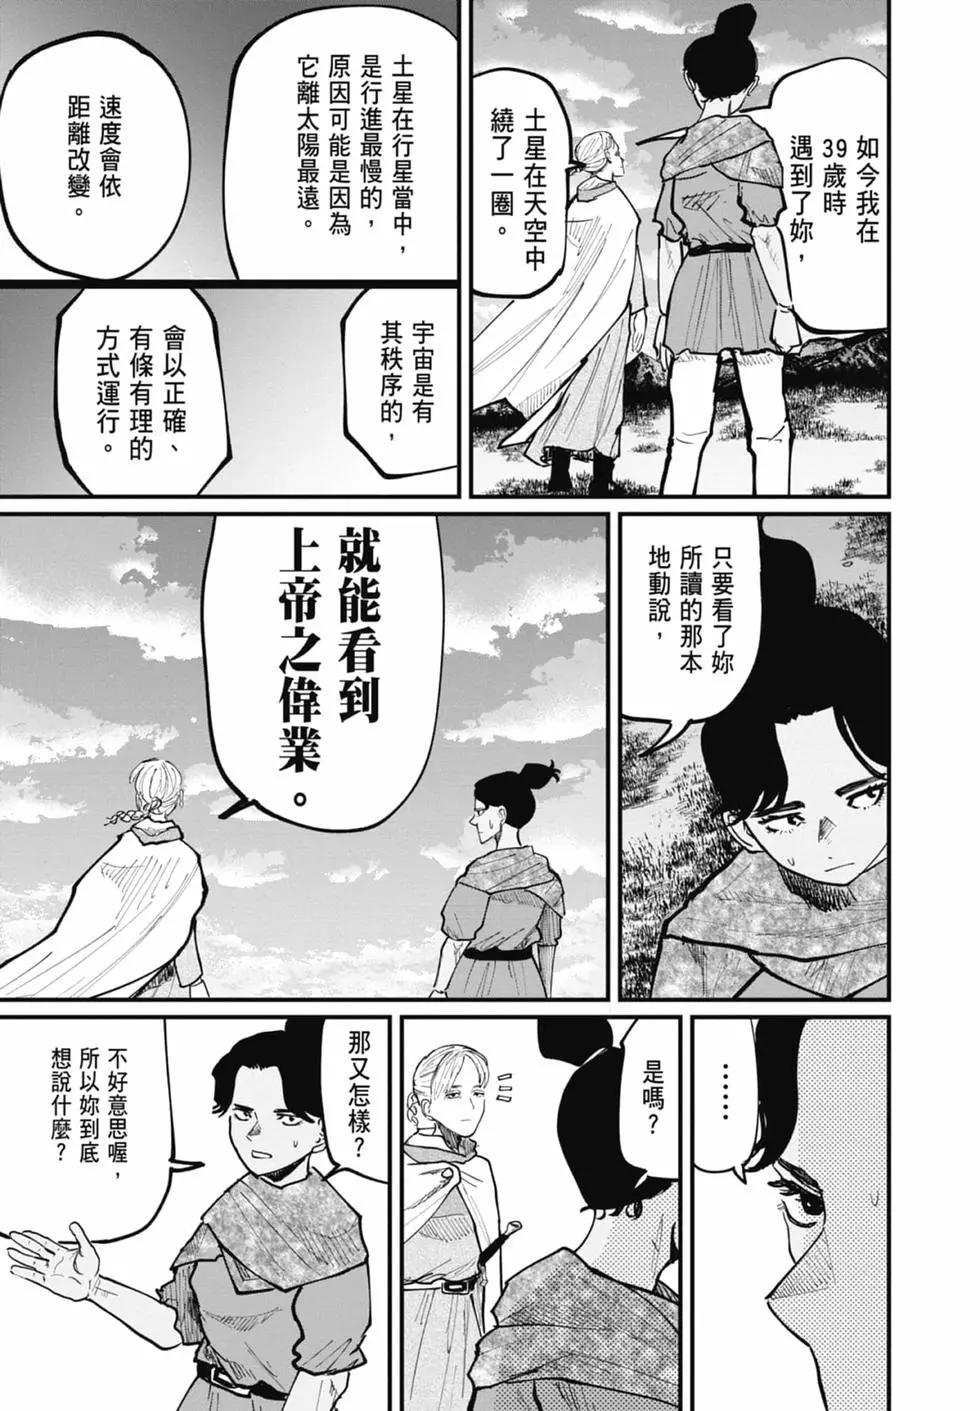 如今我在
39歲時
遇到了妳，
土星在天空中
繞了一圈。
土星在行星當中，
是行進最慢的，
原因可能是因為
它離太陽最遠。
速度會依
距離改變。
宇宙是有
其秩序的，
會以正確、
有條有理的
方式運行。
只要看了妳
所讀的那本
地動說，
就能看到
上帝之偉業。
……
是嗎？
那又怎樣？
不好意思喔，
所以妳到底
想說什麼？